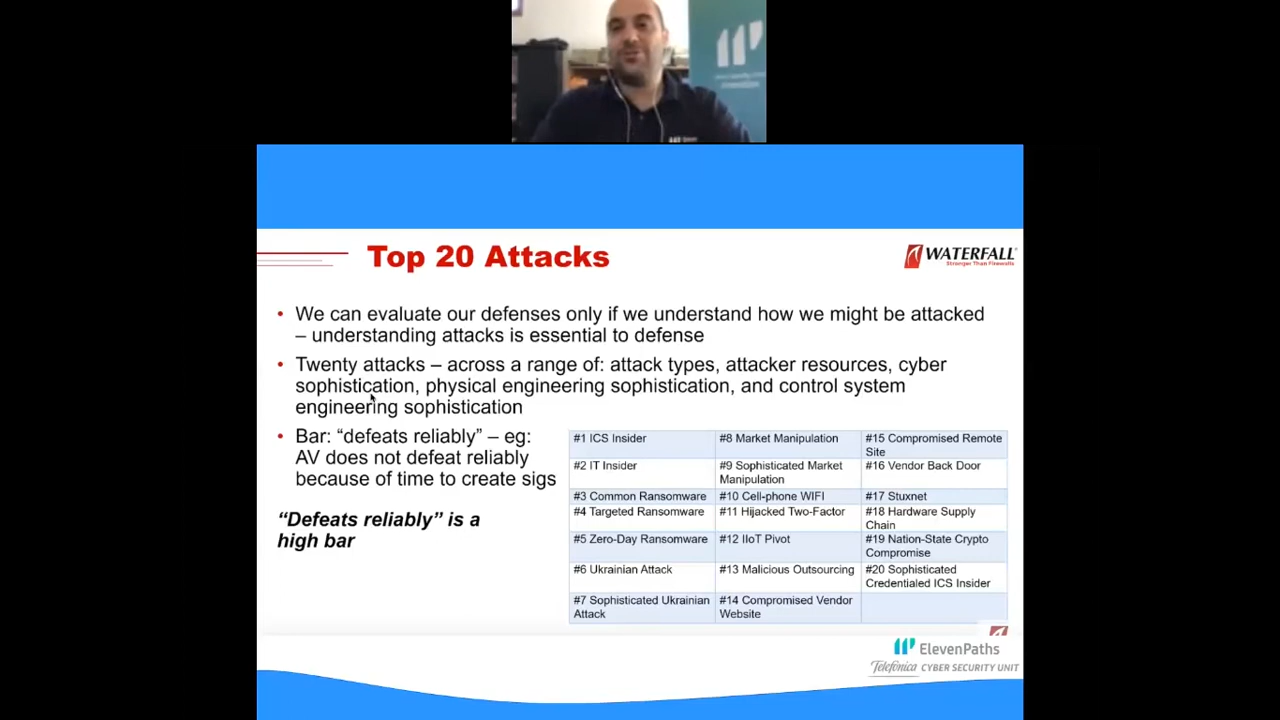 Top 20 Attacks
WATERFALL
Stronger Than Firewalls
• We can evaluate our defenses only if we understand how we might be attacked
– understanding attacks is essential to defense
• Twenty attacks – across a range of: attack types, attacker resources, cyber
sophistication, physical engineering sophistication, and control system
engineering sophistication
• Bar: “defeats reliably” – eg:
AV does not defeat reliably
because of time to create sigs
“Defeats reliably” is a
high bar
#1 ICS Insider
#2 IT Insider
#3 Common Ransomware
#4 Targeted Ransomware
#5 Zero-Day Ransomware
#6 Ukrainian Attack
#7 Sophisticated Ukrainian
Attack
#8 Market Manipulation
#9 Sophisticated Market
Manipulation
#10 Cell-phone WIFI
#11 Hijacked Two-Factor
#12 IIoT Pivot
#13 Malicious Outsourcing
#14 Compromised Vendor
Website
#15 Compromised Remote
Site
#16 Vendor Back Door
#17 Stuxnet
#18 Hardware Supply
Chain
#19 Nation-State Crypto
Compromise
#20 Sophisticated
Credentialed ICS Insider
ElevenPaths
Telefónica CYBER SECURITY UNIT